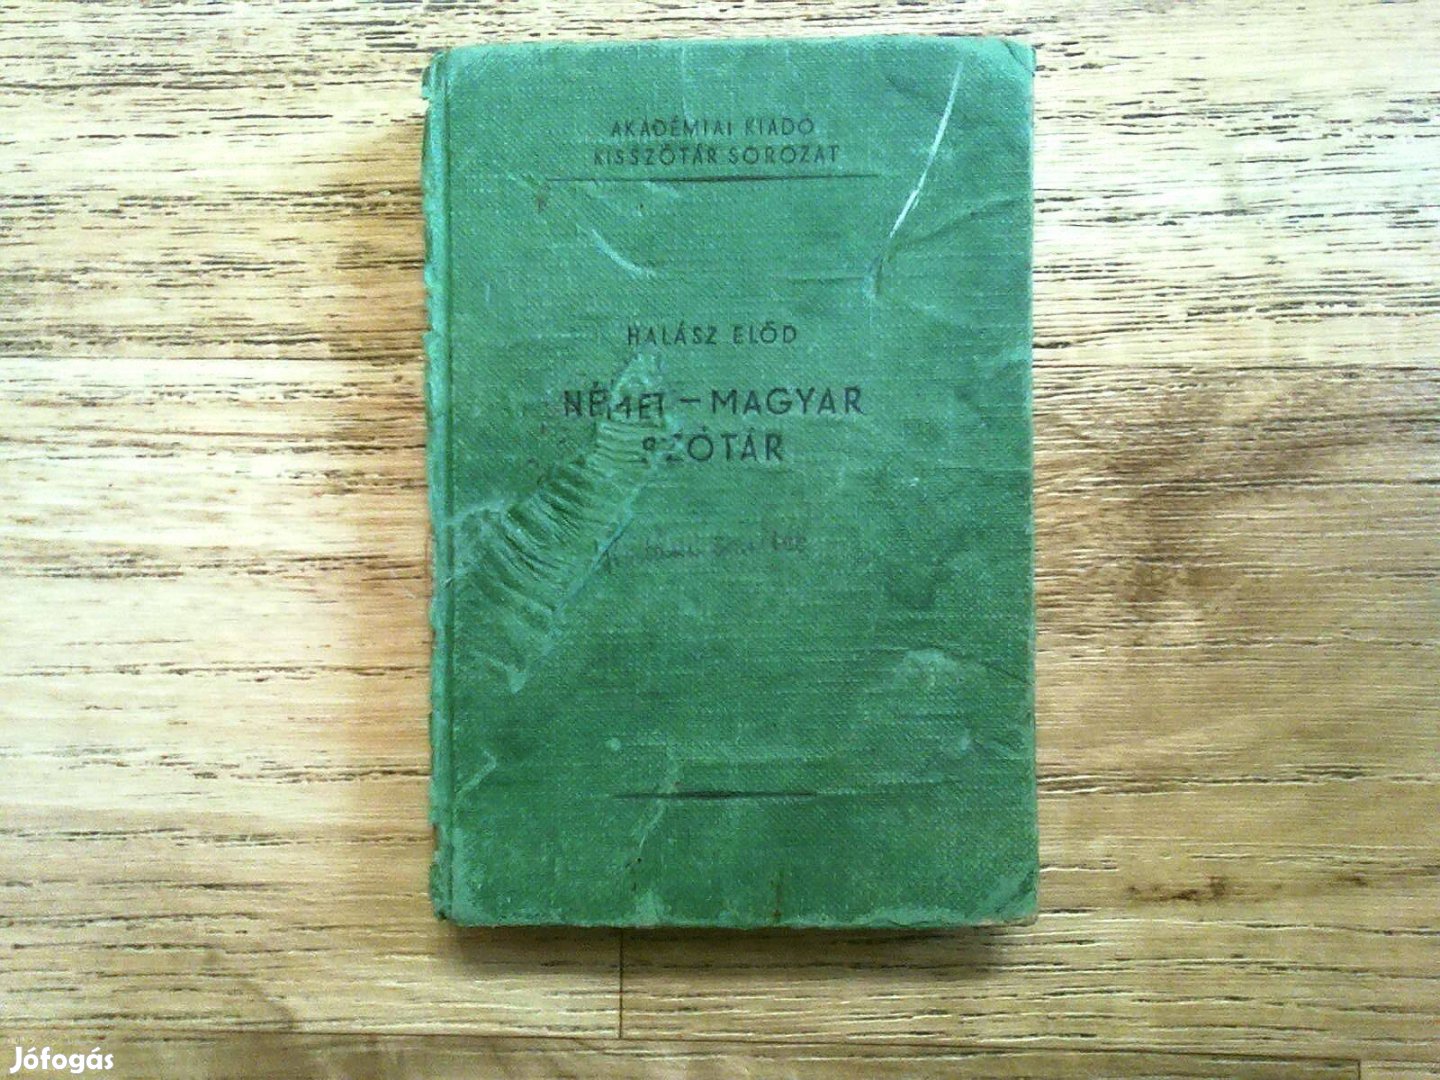 AKADÉMIAI KIADÓ
KISSZÓTÁR SOROZAT
HALÁSZ ELŐD
NÉMET – MAGYAR
SZÓTÁR
Jófogás